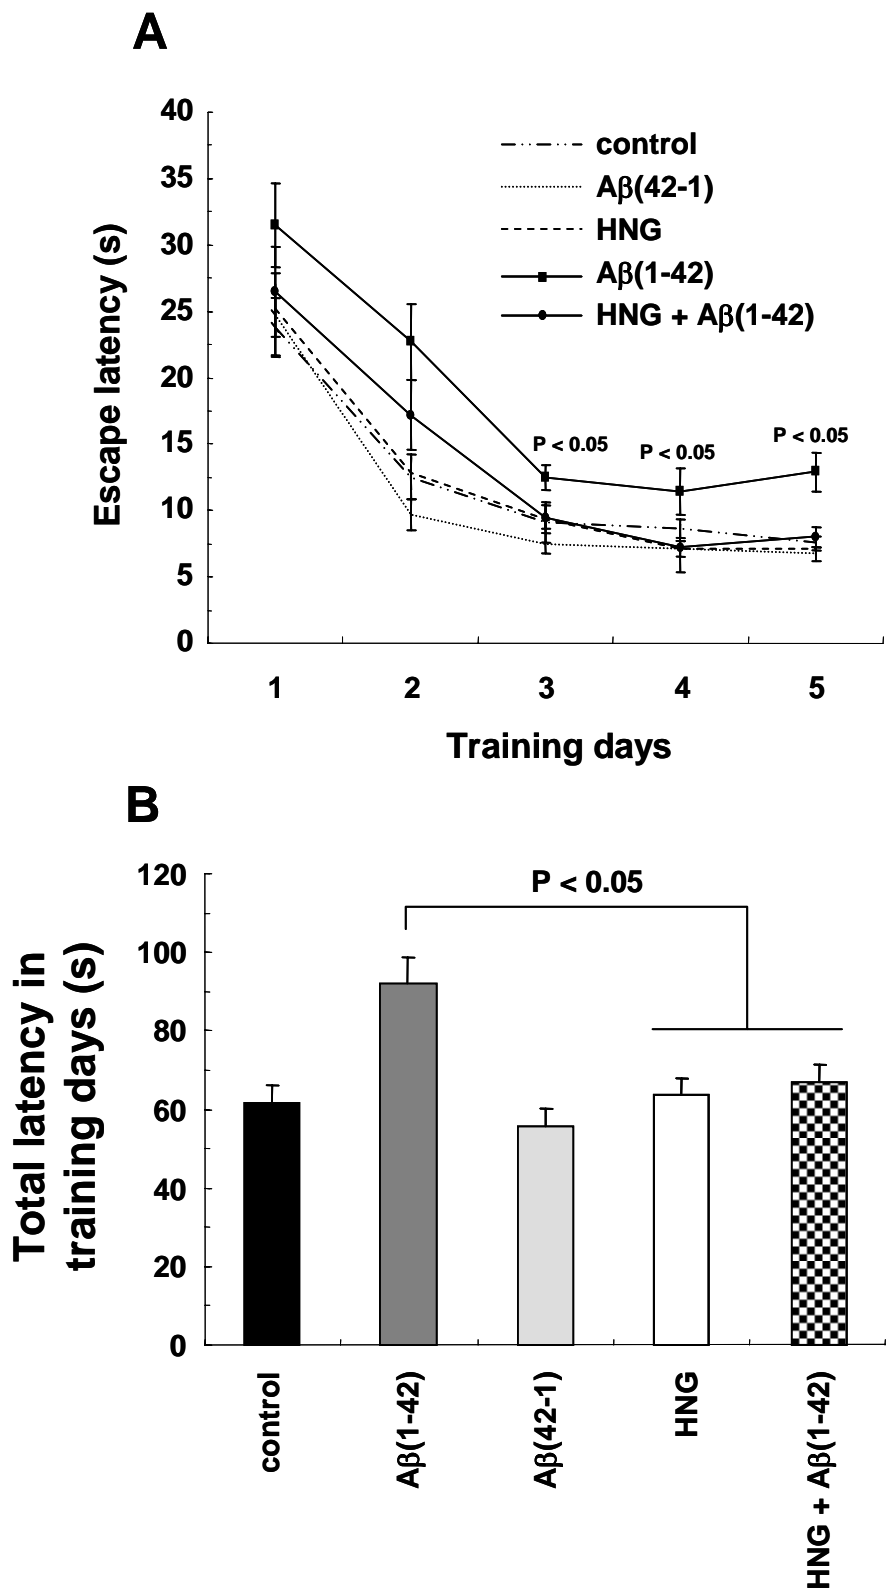 A
40
35
30
25
20
15
10
5
0
Escape latency (s)
control
Aβ(42-1)
HNG
Aβ(1-42)
HNG + Aβ(1-42)
P < 0.05
P < 0.05
P < 0.05
1 2 3 4 5
Training days
B
120
100
80
60
40
20
0
Total latency in
training days (s)
P < 0.05
control
Aβ(1-42)
Aβ(42-1)
HNG
HNG + Aβ(1-42)